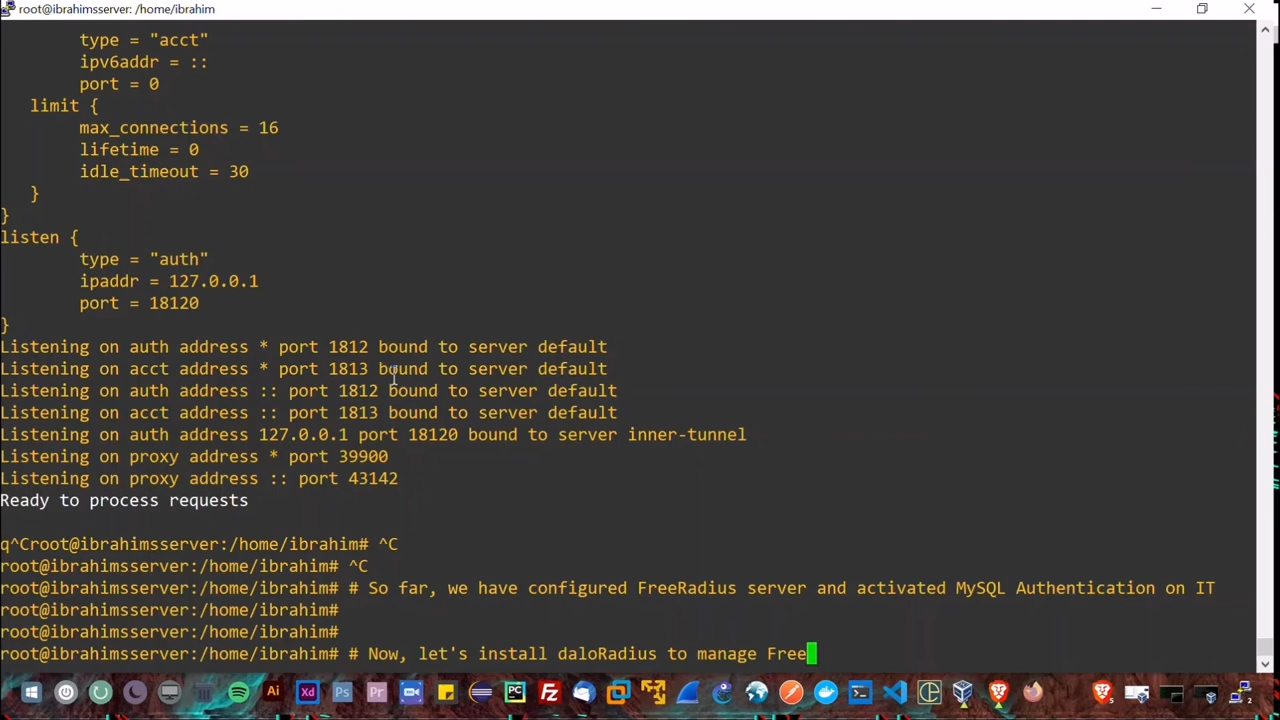 root@ibrahimsserver: /home/ibrahim
type = "acct"
ipv6addr = ::
port = 0
limit {
max_connections = 16
lifetime = 0
idle_timeout = 30
}
}
listen {
type = "auth"
ipaddr = 127.0.0.1
port = 18120
}
Listening on auth address * port 1812 bound to server default
Listening on acct address * port 1813 bound to server default
Listening on auth address :: port 1812 bound to server default
Listening on acct address :: port 1813 bound to server default
Listening on auth address 127.0.0.1 port 18120 bound to server inner-tunnel
Listening on proxy address * port 39900
Listening on proxy address :: port 43142
Ready to process requests
q^Croot@ibrahimsserver:/home/ibrahim# ^C
root@ibrahimsserver:/home/ibrahim# ^C
root@ibrahimsserver:/home/ibrahim# # So far, we have configured FreeRadius server and activated MySQL Authentication on IT
root@ibrahimsserver:/home/ibrahim#
root@ibrahimsserver:/home/ibrahim#
root@ibrahimsserver:/home/ibrahim# # Now, let's install daloRadius to manage Free
Ai Xd Ps Pr PC FZ